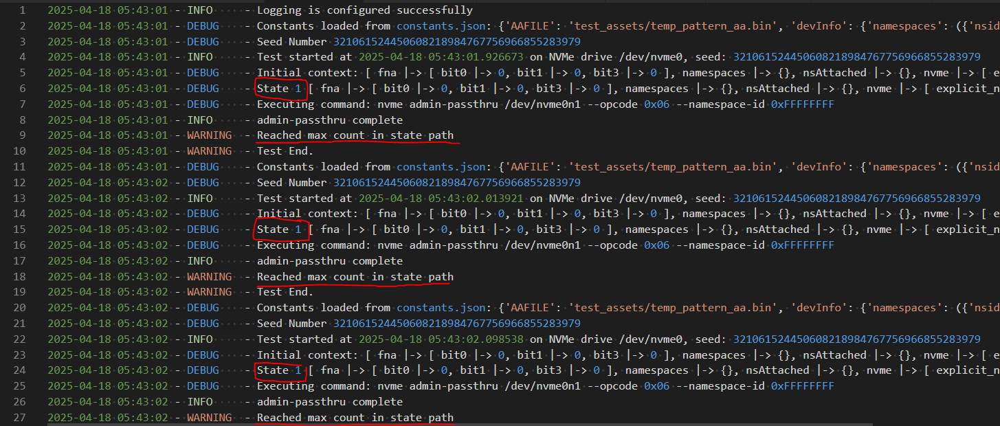 1 2025-04-18 05:43:01 - INFO - Logging is configured successfully
2 2025-04-18 05:43:01 - DEBUG - Constants loaded from constants.json: {'AAFILE': 'test_assets/temp_pattern_aa.bin', 'devInfo': {'namespaces': ({'nsid
3 2025-04-18 05:43:01 - DEBUG - Seed Number 321061524450608218984767756966855283979
4 2025-04-18 05:43:01 - INFO - Test started at 2025-04-18 05:43:01.926673 on NVMe drive /dev/nvme0, seed: 321061524450608218984767756966855283979
5 2025-04-18 05:43:01 - DEBUG - Initial context: [ fna |-> [ bit0 |-> 0, bit1 |-> 0, bit3 |-> 0 ], namespaces |-> {}, nsAttached |-> {}, nvme |-> [ e
6 2025-04-18 05:43:01 - DEBUG - State 1 [ fna |-> [ bit0 |-> 0, bit1 |-> 0, bit3 |-> 0 ], namespaces |-> {}, nsAttached |-> {}, nvme |-> [ explicit_n
7 2025-04-18 05:43:01 - DEBUG - Executing command: nvme admin-passthru /dev/nvme0n1 --opcode 0x06 --namespace-id 0xFFFFFFFF
8 2025-04-18 05:43:01 - INFO - admin-passthru complete
9 2025-04-18 05:43:01 - WARNING - Reached max count in state path
10 2025-04-18 05:43:01 - WARNING - Test End.
11 2025-04-18 05:43:01 - DEBUG - Constants loaded from constants.json: {'AAFILE': 'test_assets/temp_pattern_aa.bin', 'devInfo': {'namespaces': ({'nsid
12 2025-04-18 05:43:02 - DEBUG - Seed Number 321061524450608218984767756966855283979
13 2025-04-18 05:43:02 - INFO - Test started at 2025-04-18 05:43:02.013921 on NVMe drive /dev/nvme0, seed: 321061524450608218984767756966855283979
14 2025-04-18 05:43:02 - DEBUG - Initial context: [ fna |-> [ bit0 |-> 0, bit1 |-> 0, bit3 |-> 0 ], namespaces |-> {}, nsAttached |-> {}, nvme |-> [ e
15 2025-04-18 05:43:02 - DEBUG - State 1 [ fna |-> [ bit0 |-> 0, bit1 |-> 0, bit3 |-> 0 ], namespaces |-> {}, nsAttached |-> {}, nvme |-> [ explicit_n
16 2025-04-18 05:43:02 - DEBUG - Executing command: nvme admin-passthru /dev/nvme0n1 --opcode 0x06 --namespace-id 0xFFFFFFFF
17 2025-04-18 05:43:02 - INFO - admin-passthru complete
18 2025-04-18 05:43:02 - WARNING - Reached max count in state path
19 2025-04-18 05:43:02 - WARNING - Test End.
20 2025-04-18 05:43:02 - DEBUG - Constants loaded from constants.json: {'AAFILE': 'test_assets/temp_pattern_aa.bin', 'devInfo': {'namespaces': ({'nsid
21 2025-04-18 05:43:02 - DEBUG - Seed Number 321061524450608218984767756966855283979
22 2025-04-18 05:43:02 - INFO - Test started at 2025-04-18 05:43:02.098538 on NVMe drive /dev/nvme0, seed: 321061524450608218984767756966855283979
23 2025-04-18 05:43:02 - DEBUG - Initial context: [ fna |-> [ bit0 |-> 0, bit1 |-> 0, bit3 |-> 0 ], namespaces |-> {}, nsAttached |-> {}, nvme |-> [ e
24 2025-04-18 05:43:02 - DEBUG - State 1 [ fna |-> [ bit0 |-> 0, bit1 |-> 0, bit3 |-> 0 ], namespaces |-> {}, nsAttached |-> {}, nvme |-> [ explicit_n
25 2025-04-18 05:43:02 - DEBUG - Executing command: nvme admin-passthru /dev/nvme0n1 --opcode 0x06 --namespace-id 0xFFFFFFFF
26 2025-04-18 05:43:02 - INFO - admin-passthru complete
27 2025-04-18 05:43:02 - WARNING - Reached max count in state path